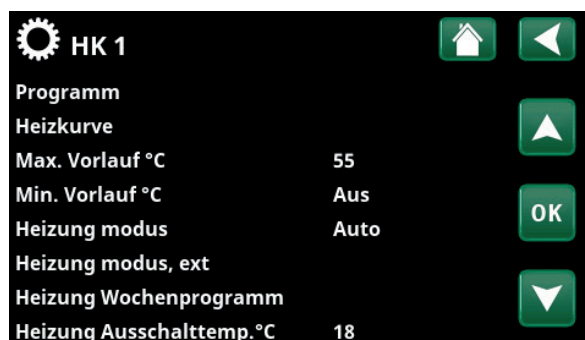 HK 1
Programm
Heizkurve
Max. Vorlauf °C 55
Min. Vorlauf °C Aus
Heizung modus Auto
OK
Heizung modus, ext
Heizung Wochenprogramm
Heizung Ausschalttemp.°C 18